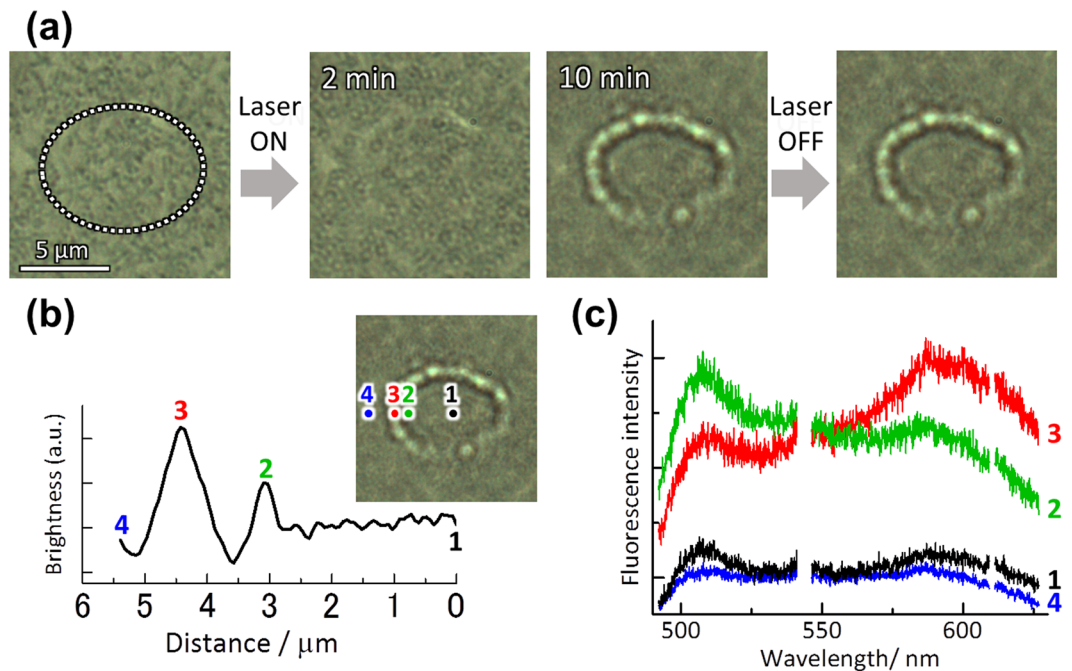 (a)
2 min
10 min
Laser
ON
Laser
OFF
5 μm
(b)
(c)
4 3 2 1
3
2
4
1
Brightness (a.u.)
6 5 4 3 2 1 0
Distance / μm
Fluorescence intensity
3
2
1
4
500 550 600
Wavelength/ nm